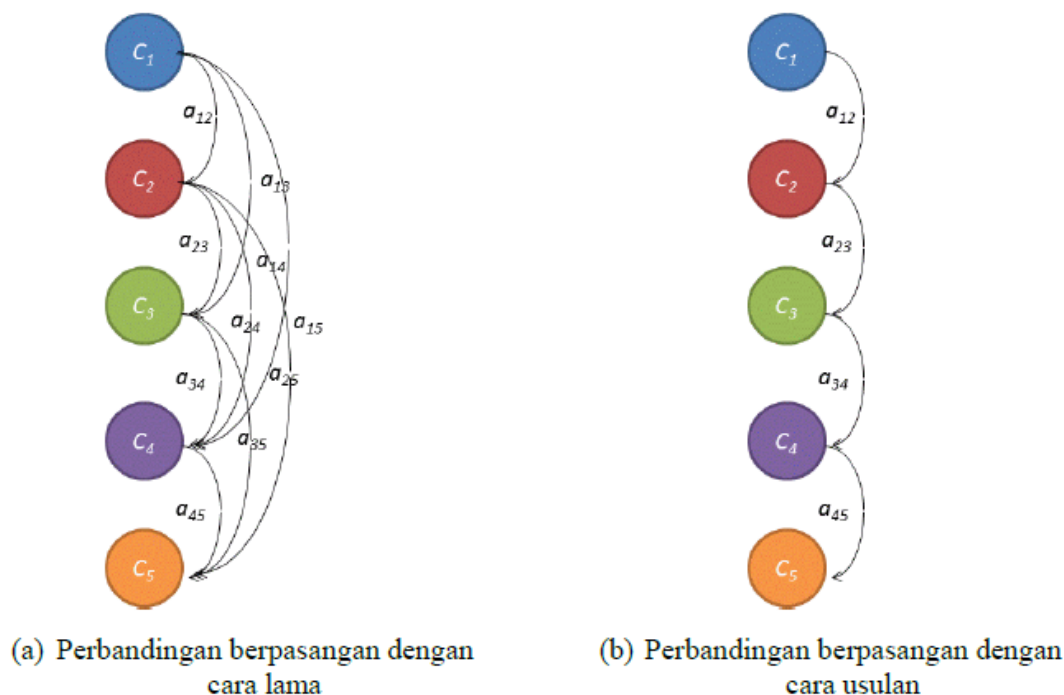 C₁
a₁₂
C₂
a₁₃
a₂₃
a₁₄
C₃
a₂₄
a₁₅
a₃₄
a₂₅
C₄
a₃₅
a₄₅
C₅
(a) Perbandingan berpasangan dengan
cara lama
C₁
a₁₂
C₂
a₂₃
C₃
a₃₄
C₄
a₄₅
C₅
(b) Perbandingan berpasangan dengan
cara usulan